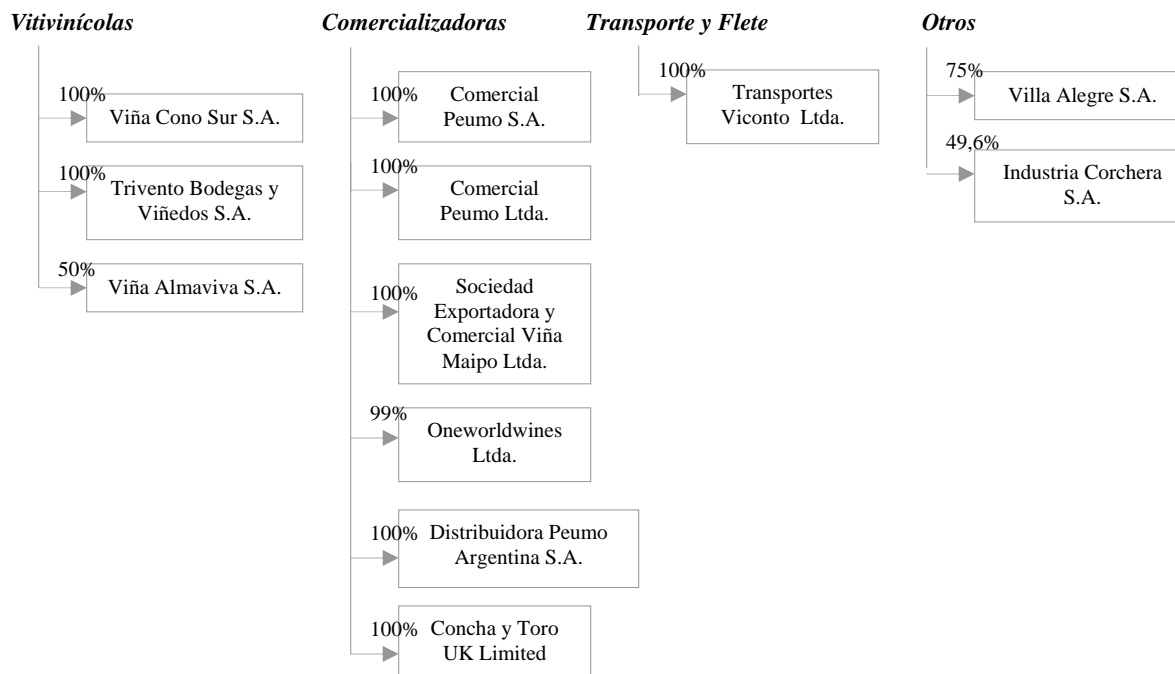 Vitivinícolas
100%
Viña Cono Sur S.A.
100%
Trivento Bodegas y
Viñedos S.A.
50%
Viña Almaviva S.A.
Comercializadoras
100%
Comercial
Peumo S.A.
100%
Comercial
Peumo Ltda.
100%
Sociedad
Exportadora y
Comercial Viña
Maipo Ltda.
99%
Oneworldwines
Ltda.
100%
Distribuidora Peumo
Argentina S.A.
100%
Concha y Toro
UK Limited
Transporte y Flete
100%
Transportes
Viconto Ltda.
Otros
75%
Villa Alegre S.A.
49,6%
Industria Corchera
S.A.